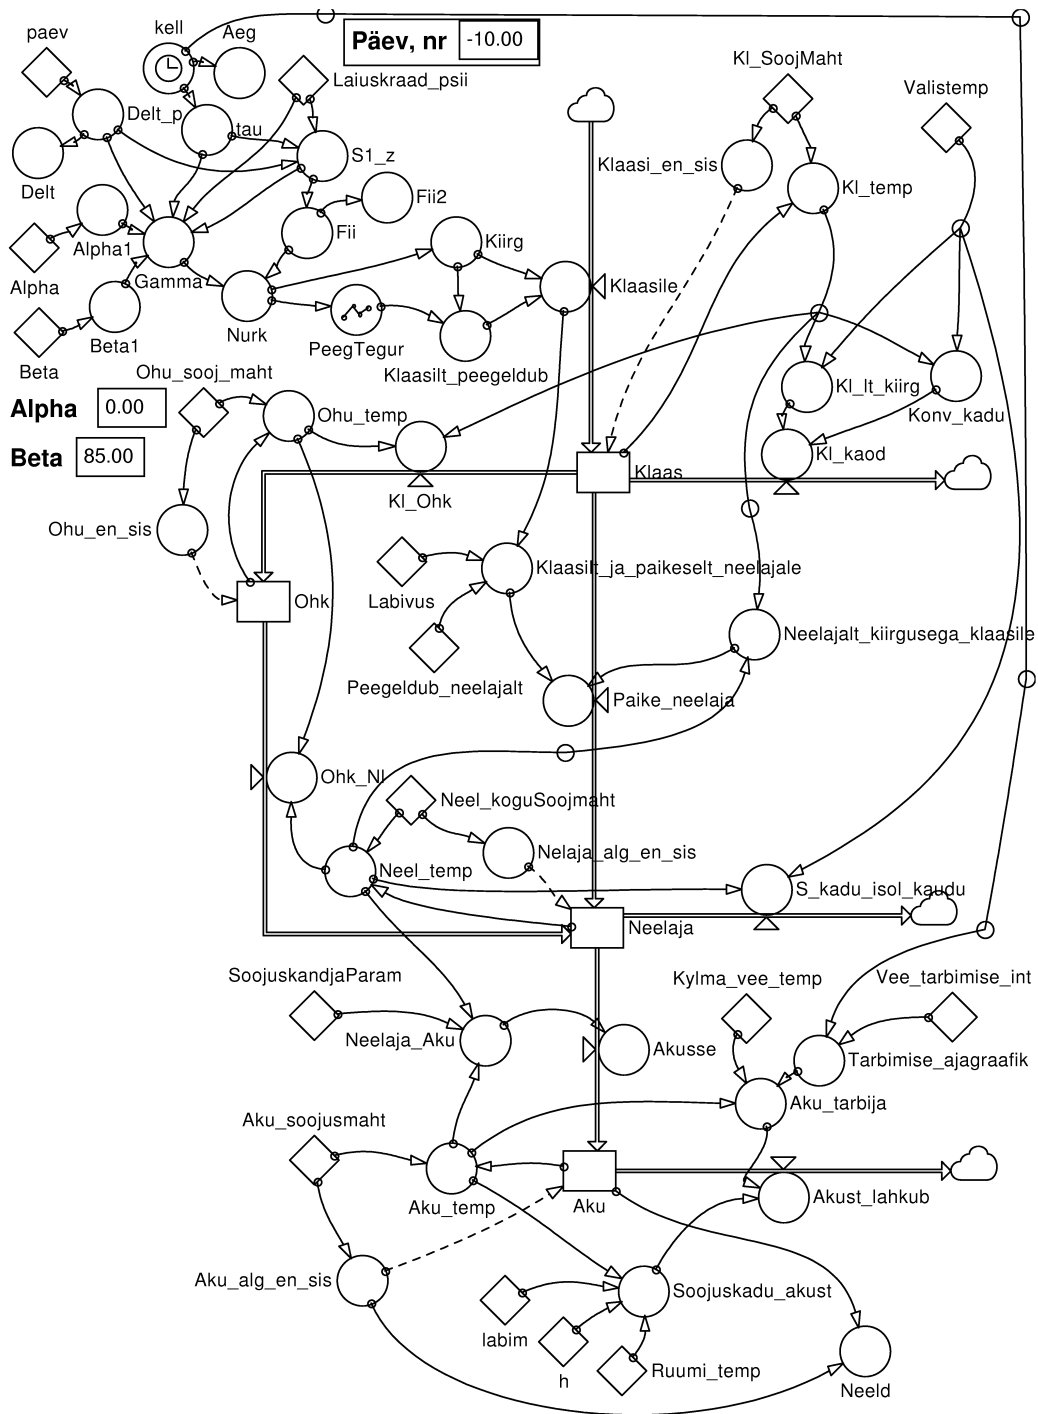 kell
Aeg
paev
Päev, nr
-10.00
Kl_SoojMaht
Laiuskraad_psii
Valistemp
Delt_p
tau
S1_z
Klaasi_en_sis
Delt
Kl_temp
Fii2
Alpha1
Fii
Kiirg
Alpha
Gamma
Klaasile
Nurk
Beta1
PeegTegur
Beta
Ohu_sooj_maht
Klaasilt_peegeldub
Kl_lt_kiirg
Alpha
0.00
Ohu_temp
Konv_kadu
Beta
85.00
Kl_kaod
Klaas
Kl_Ohk
Ohu_en_sis
Klaasilt_ja_paikeselt_neelajale
Labivus
Ohk
Neelajalt_kiirgusega_klaasile
Peegeldub_neelajalt
Paike_neelaja
Ohk_Nl
Neel_koguSoojmaht
Nelaja_alg_en_sis
Neel_temp
S_kadu_isol_kaudu
Neelaja
SoojuskandjaParam
Kylma_vee_temp
Vee_tarbimise_int
Neelaja_Aku
Akusse
Tarbimise_ajagraafik
Aku_tarbija
Aku_soojusmaht
Aku_temp
Aku
Akust_lahkub
Aku_alg_en_sis
Soojuskadu_akust
labim
h
Ruumi_temp
Neeld